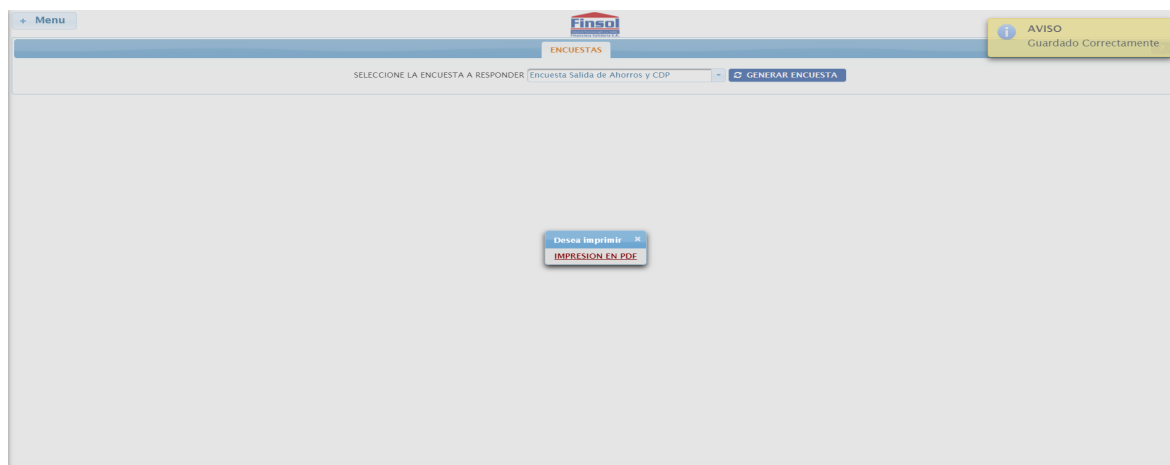 + Menu
Finsol
AVISO
Guardado Correctamente
ENCUESTAS
SELECCIONE LA ENCUESTA A RESPONDER Encuesta Salida de Ahorros y CDP GENERAR ENCUESTA
Desea imprimir ×
IMPRESION EN PDF